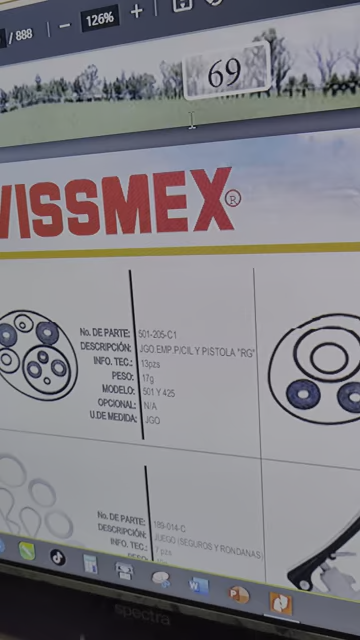 / 888
126%
69
VISSMEX®
No. DE PARTE: 501-205-C1
DESCRIPCIÓN: JGO.EMP.P/CIL Y PISTOLA "RG"
INFO. TEC.: 13pzs
PESO: 17g
MODELO: 501 Y 425
OPCIONAL: N/A
U.DE MEDIDA: JGO
No. DE PARTE: 189-014-C
DESCRIPCIÓN: JUEGO (SEGUROS Y RONDANAS)
INFO. TEC.: 7 pzs
spectra